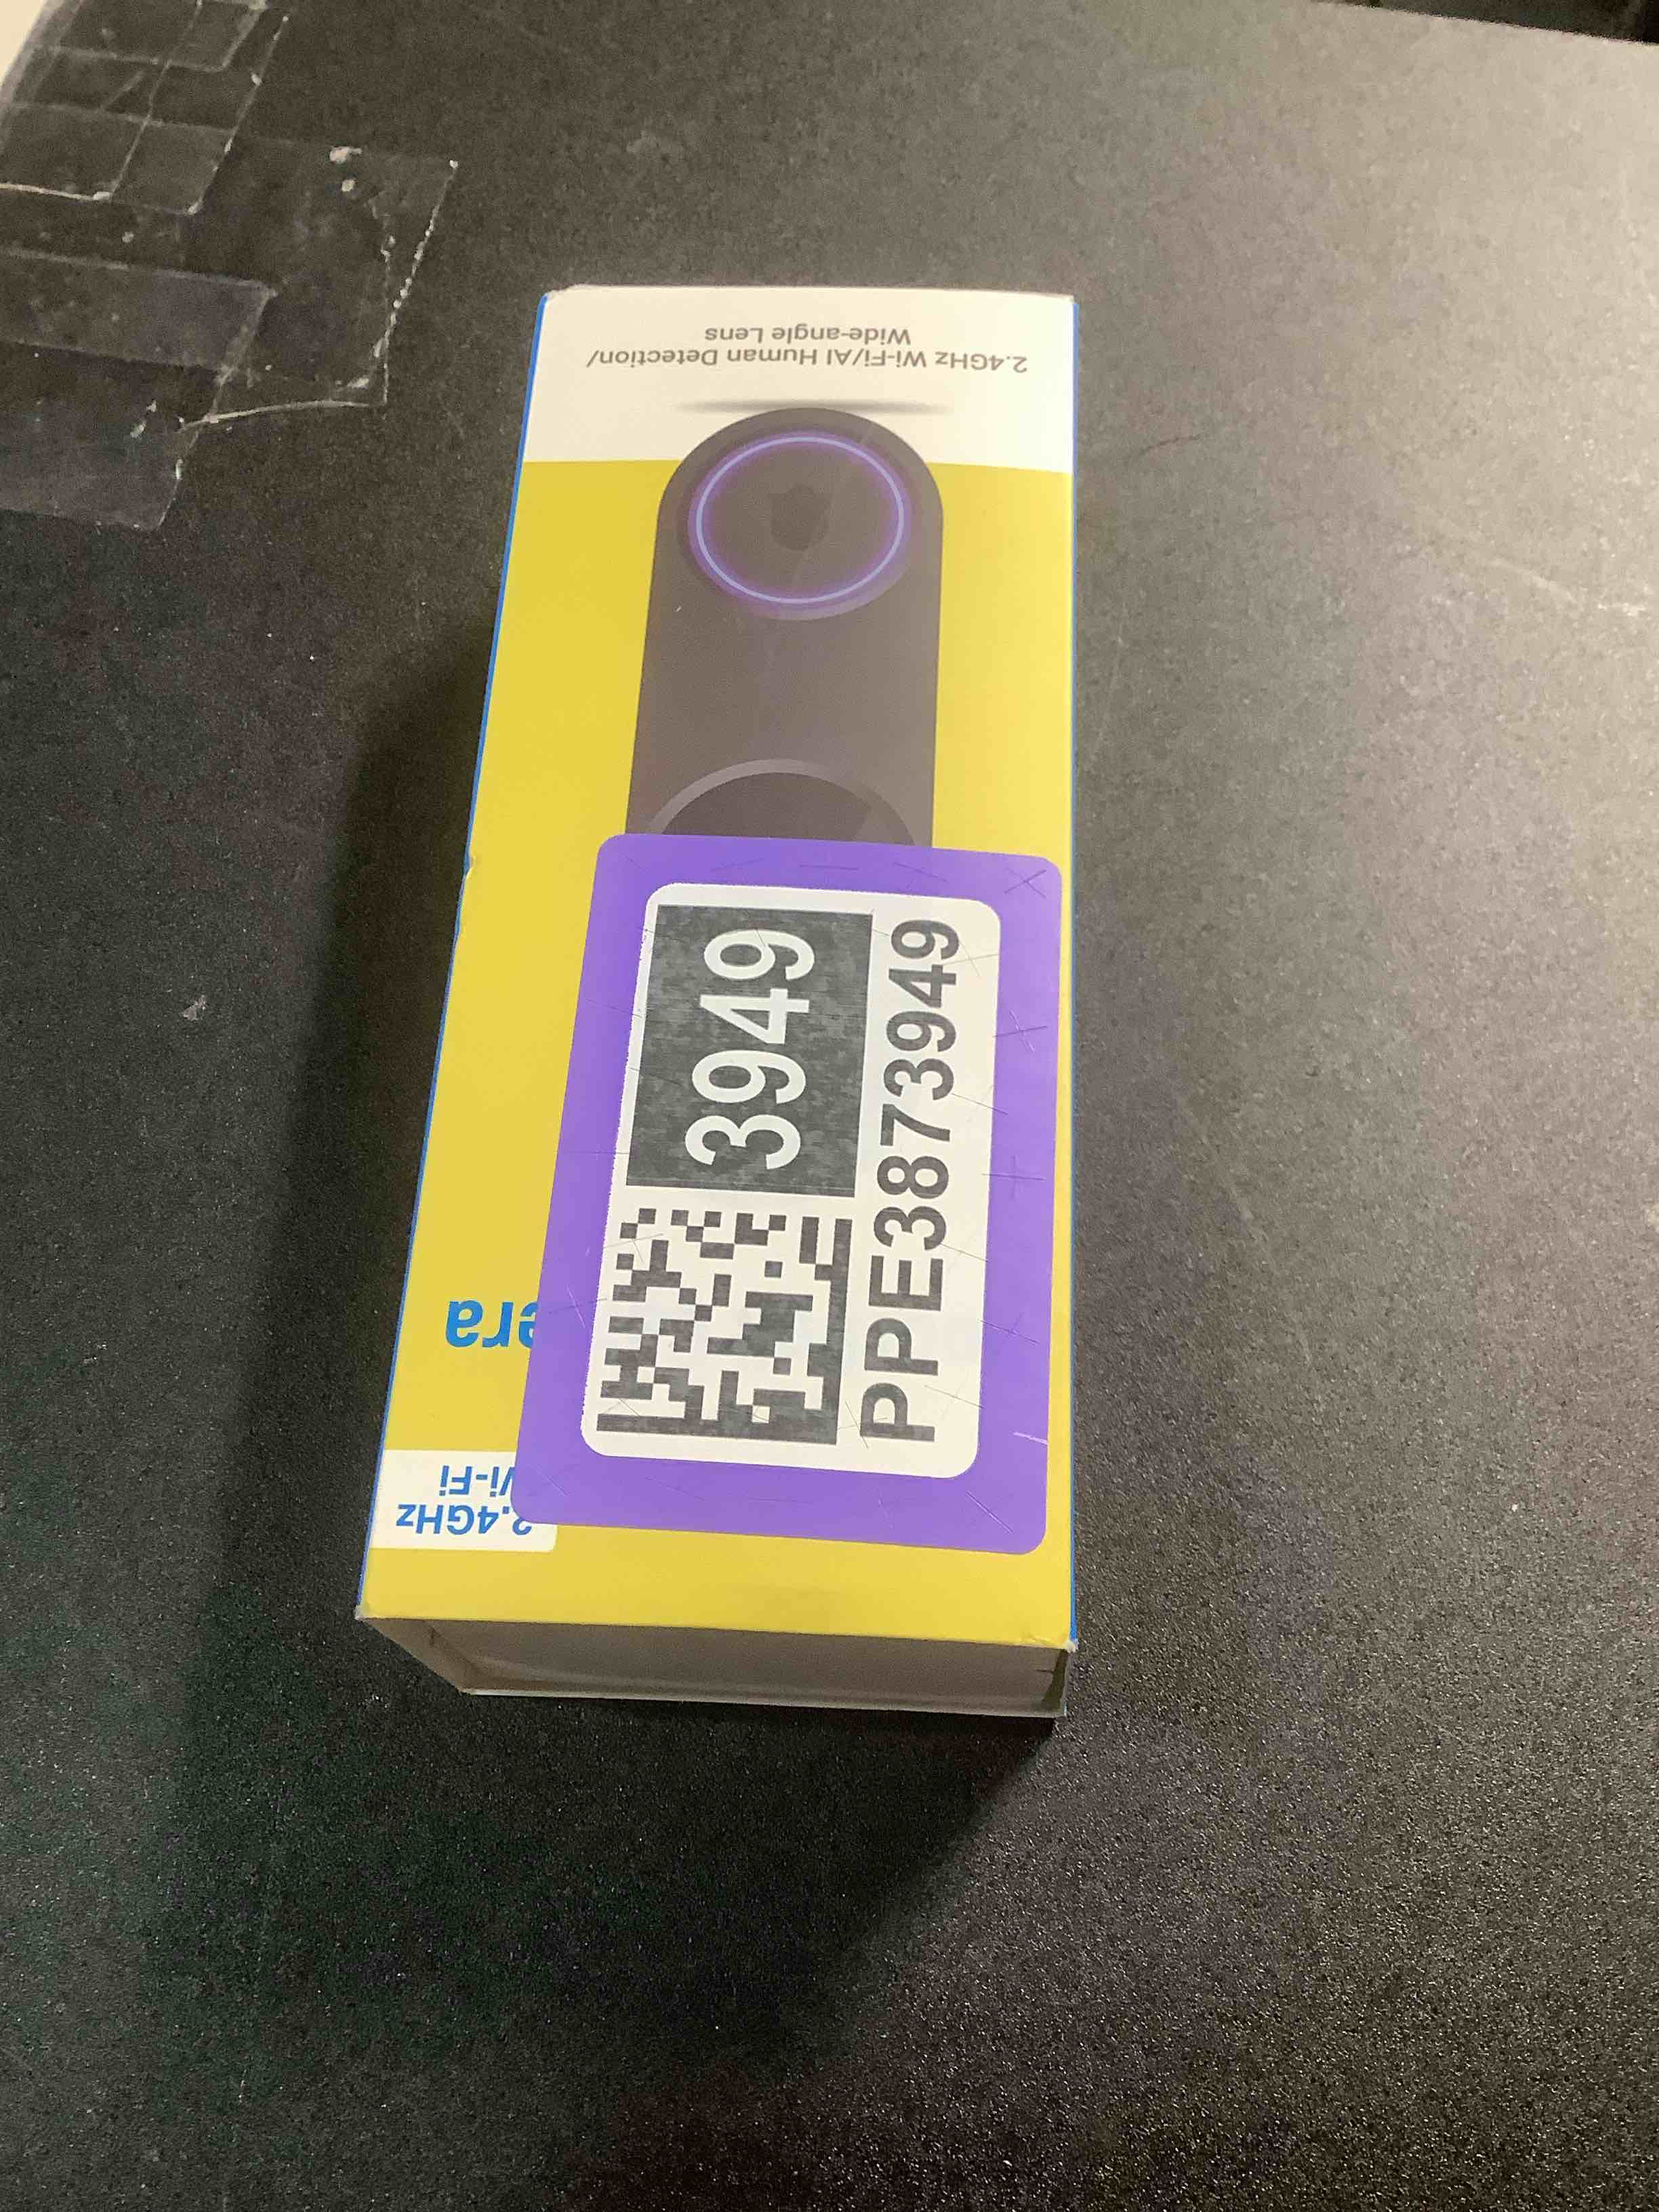 3949
PPE3873949
2.4GHz
Wi-Fi
era
2.4GHz Wi-Fi/AI Human Detection/
Wide-angle Lens